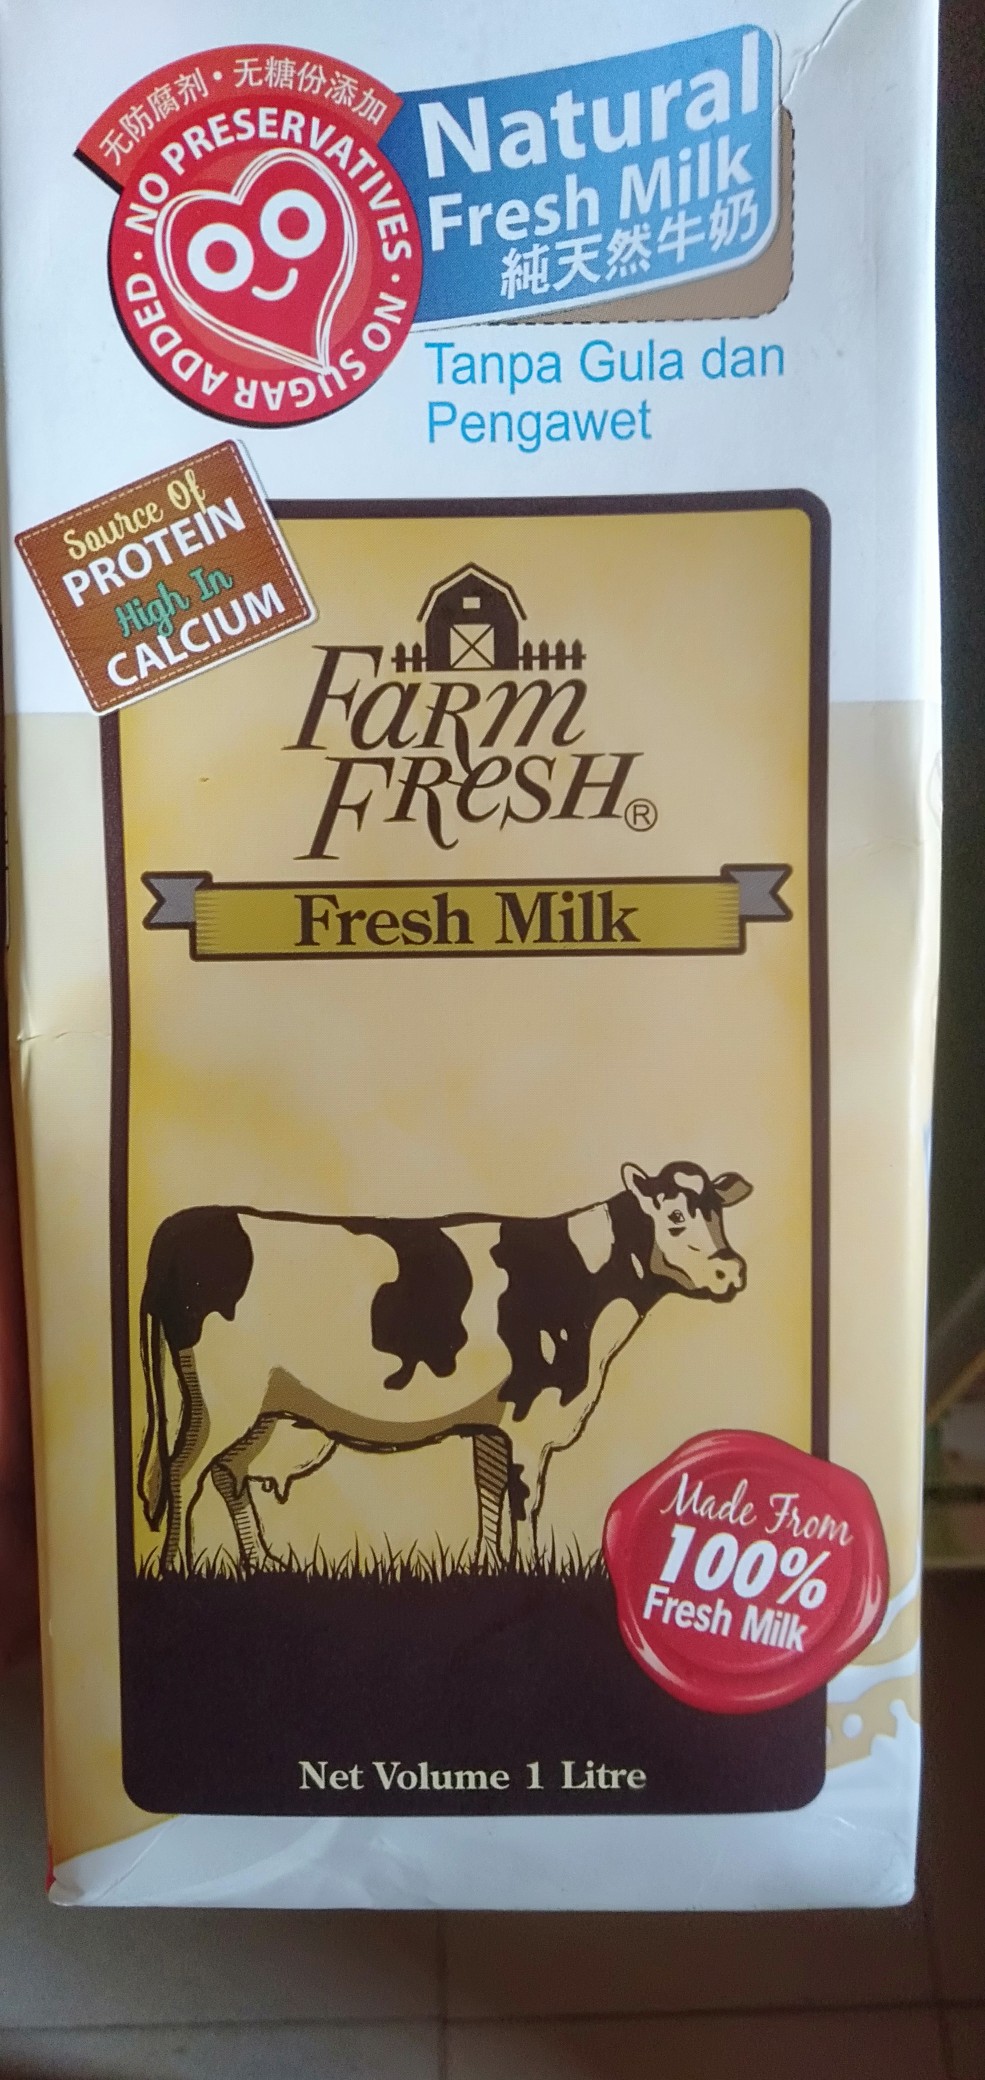 无防腐剂·无糖份添加
NO PRESERVATIVES · NO SUGAR ADDED ·
Natural
Fresh Milk
純天然牛奶
Tanpa Gula dan
Pengawet
Source Of
PROTEIN
High In
CALCIUM
Farm
Fresh®
Fresh Milk
Made From
100%
Fresh Milk
Net Volume 1 Litre